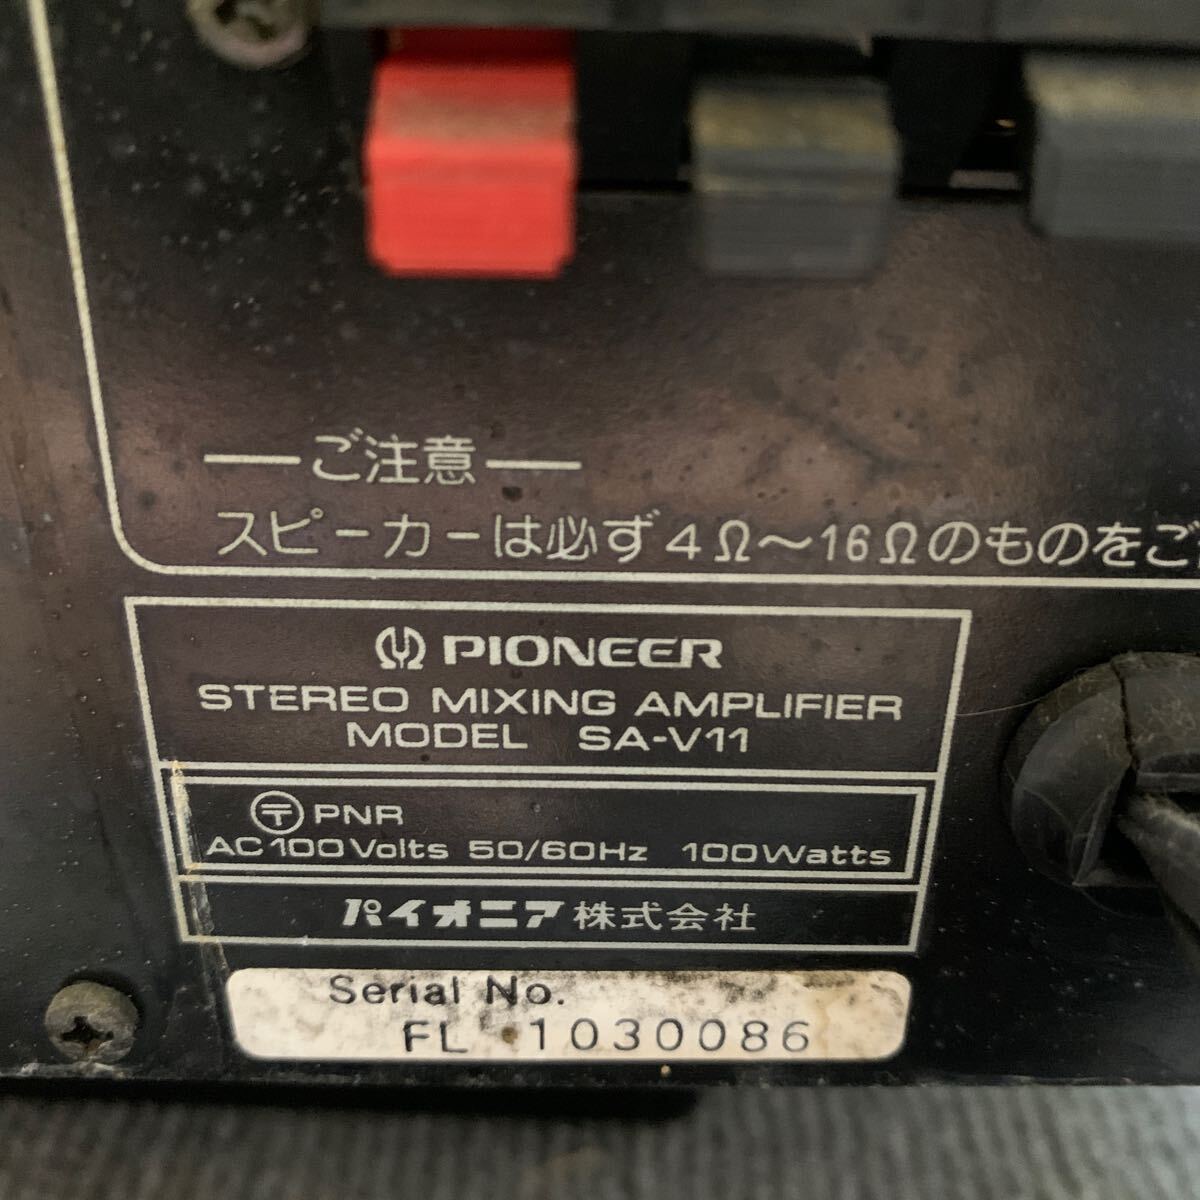 ご注意
スピーカーは必ず4Ω〜16Ωのものをご
PIONEER
STEREO MIXING AMPLIFIER
MODEL SA-V11
〒 PNR
AC100Volts 50/60Hz 100Watts
パイオニア株式会社
Serial No.
FL 1030086